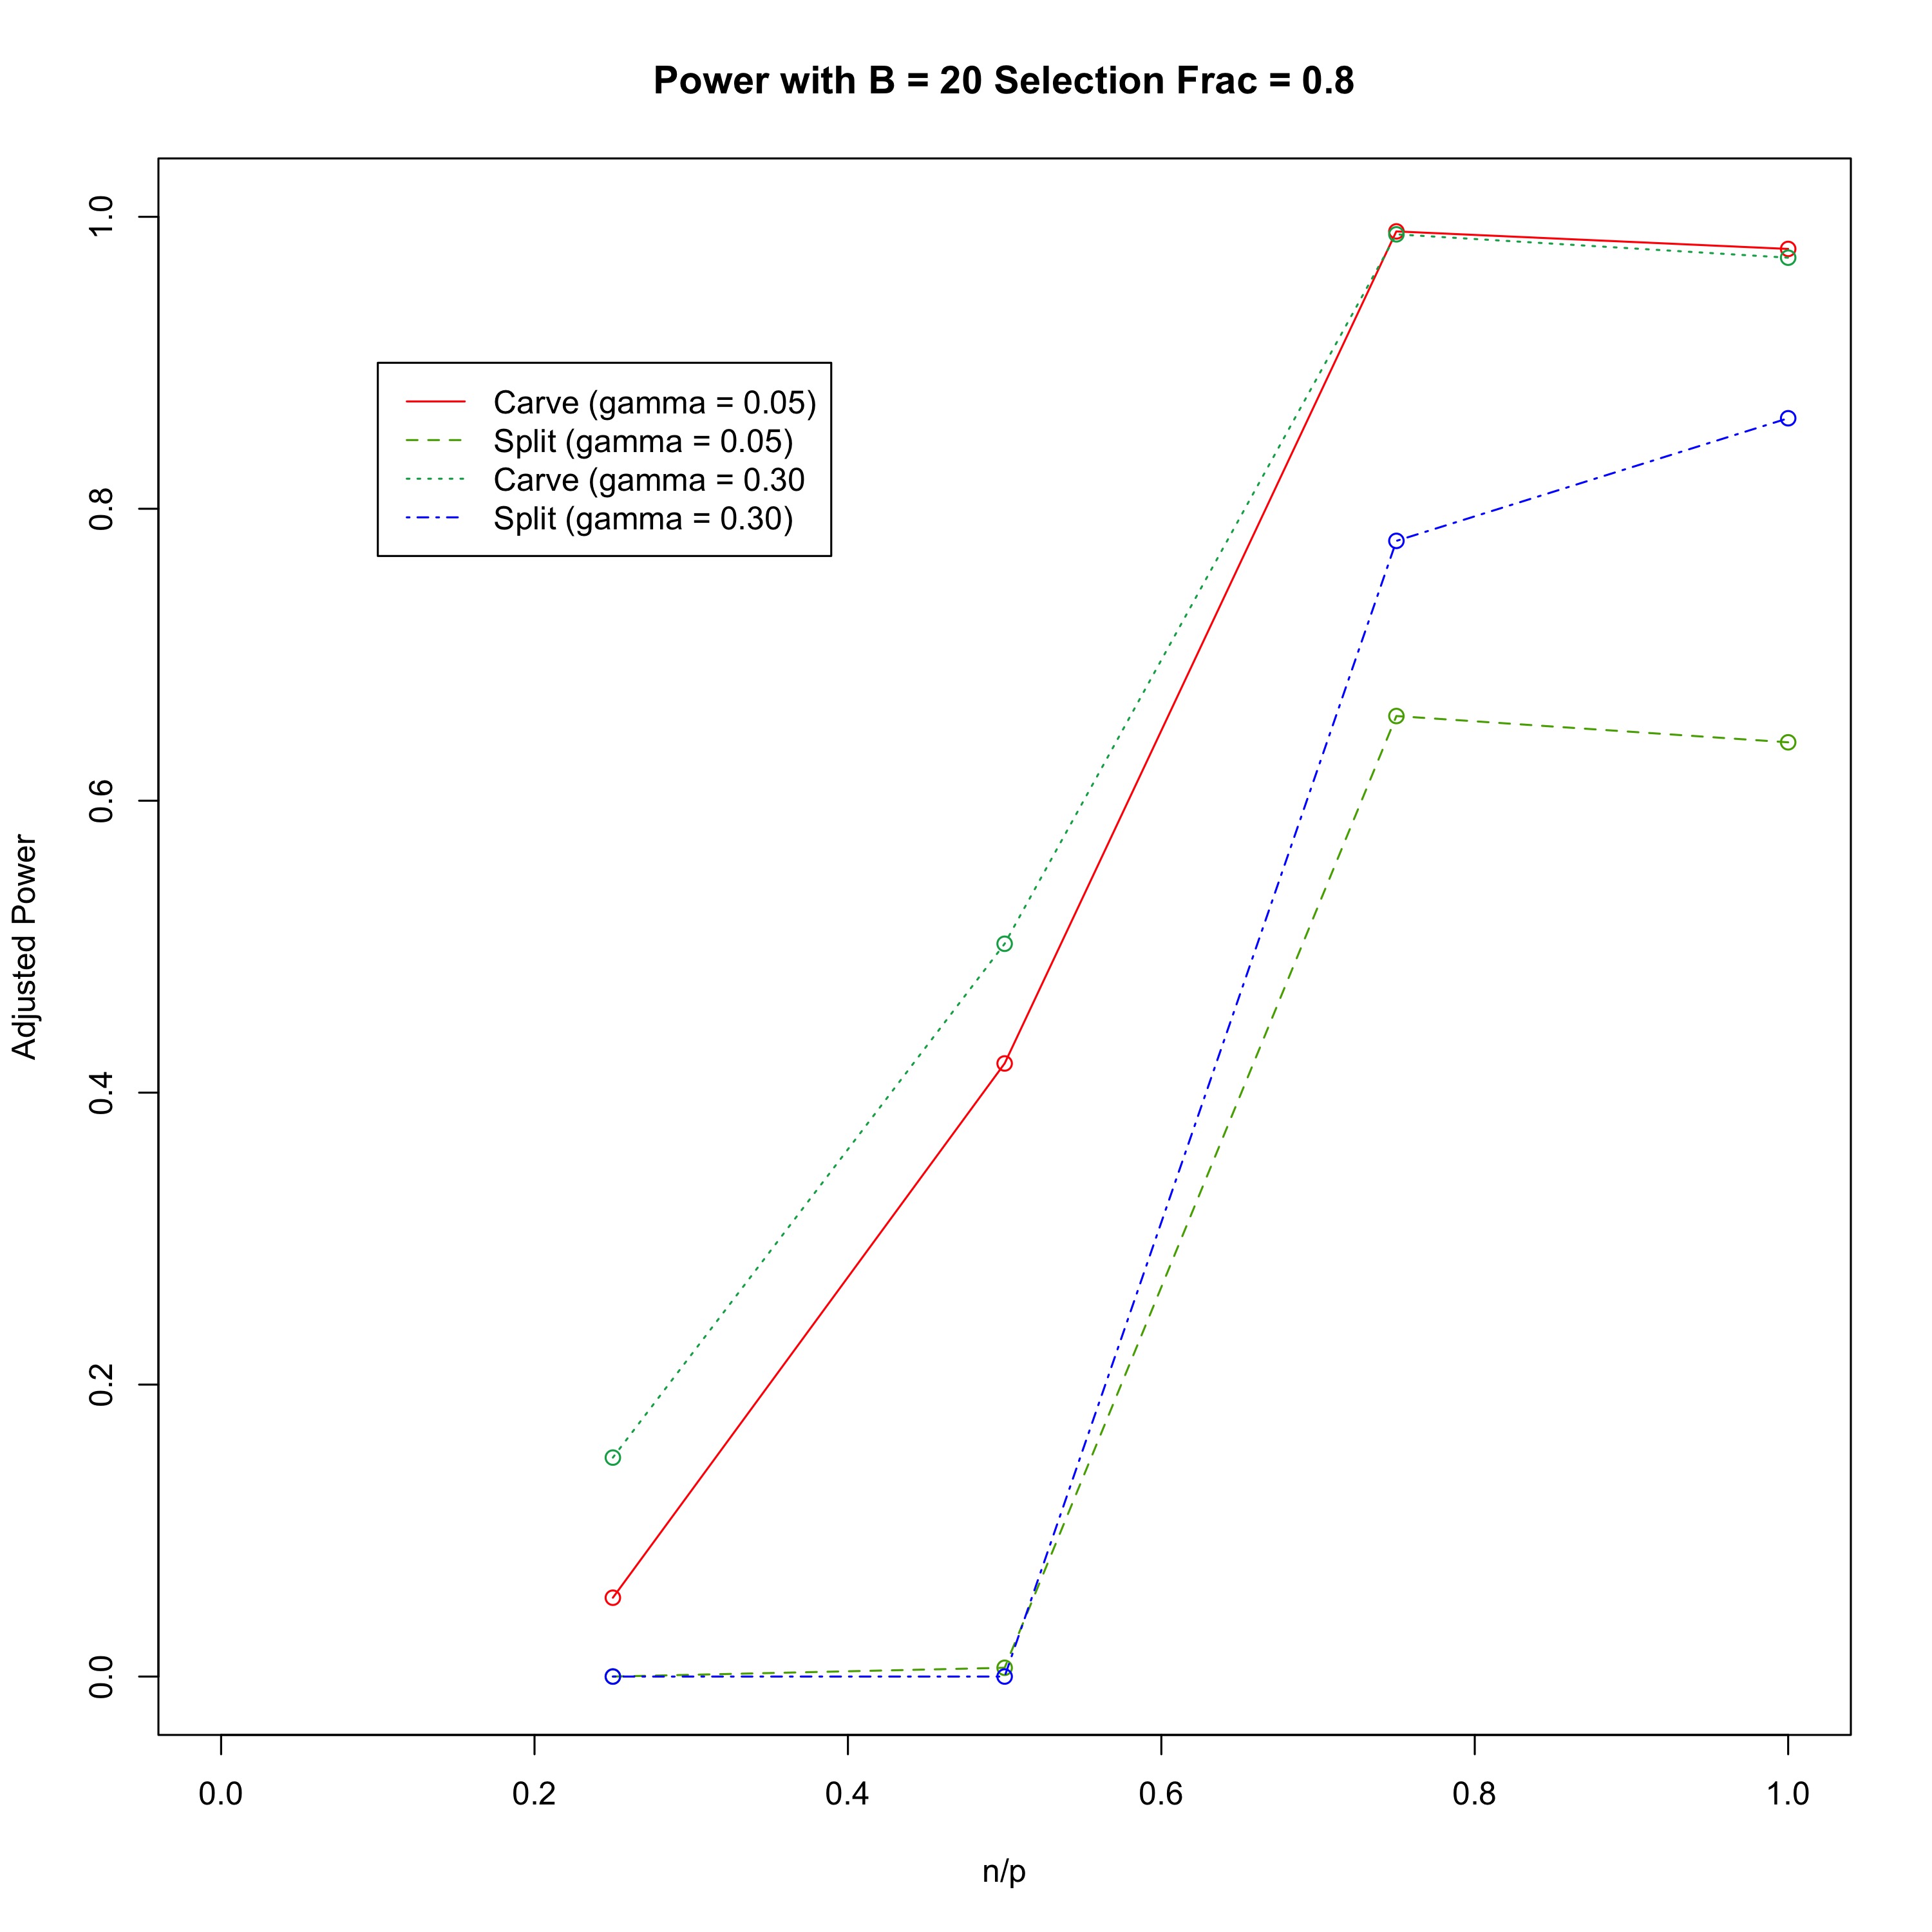 Power with B = 20 Selection Frac = 0.8
1.0
0.8
0.6
0.4
0.2
0.0
Adjusted Power
Carve (gamma = 0.05)
Split (gamma = 0.05)
Carve (gamma = 0.30
Split (gamma = 0.30)
0.0 0.2 0.4 0.6 0.8 1.0
n/p